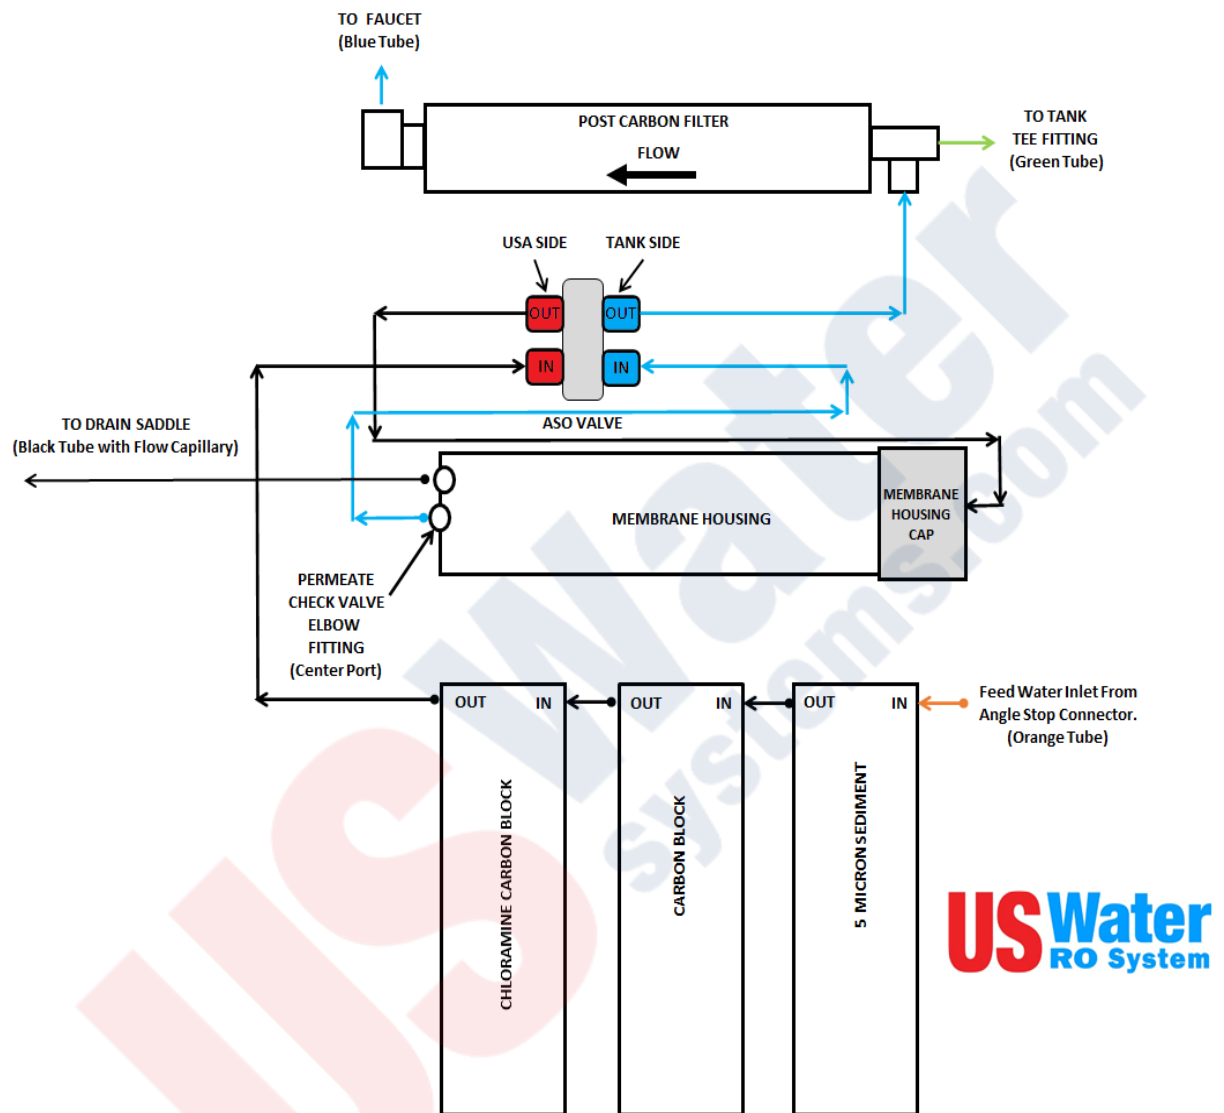 TO FAUCET
(Blue Tube)
POST CARBON FILTER
FLOW
TO TANK
TEE FITTING
(Green Tube)
USA SIDE
TANK SIDE
OUT
OUT
IN
IN
ASO VALVE
TO DRAIN SADDLE
(Black Tube with Flow Capillary)
MEMBRANE HOUSING
MEMBRANE
HOUSING
CAP
PERMEATE
CHECK VALVE
ELBOW
FITTING
(Center Port)
OUT
IN
OUT
IN
OUT
IN
Feed Water Inlet From
Angle Stop Connector.
(Orange Tube)
CHLORAMINE CARBON BLOCK
CARBON BLOCK
5 MICRON SEDIMENT
US Water
RO System
US Water
systems.com